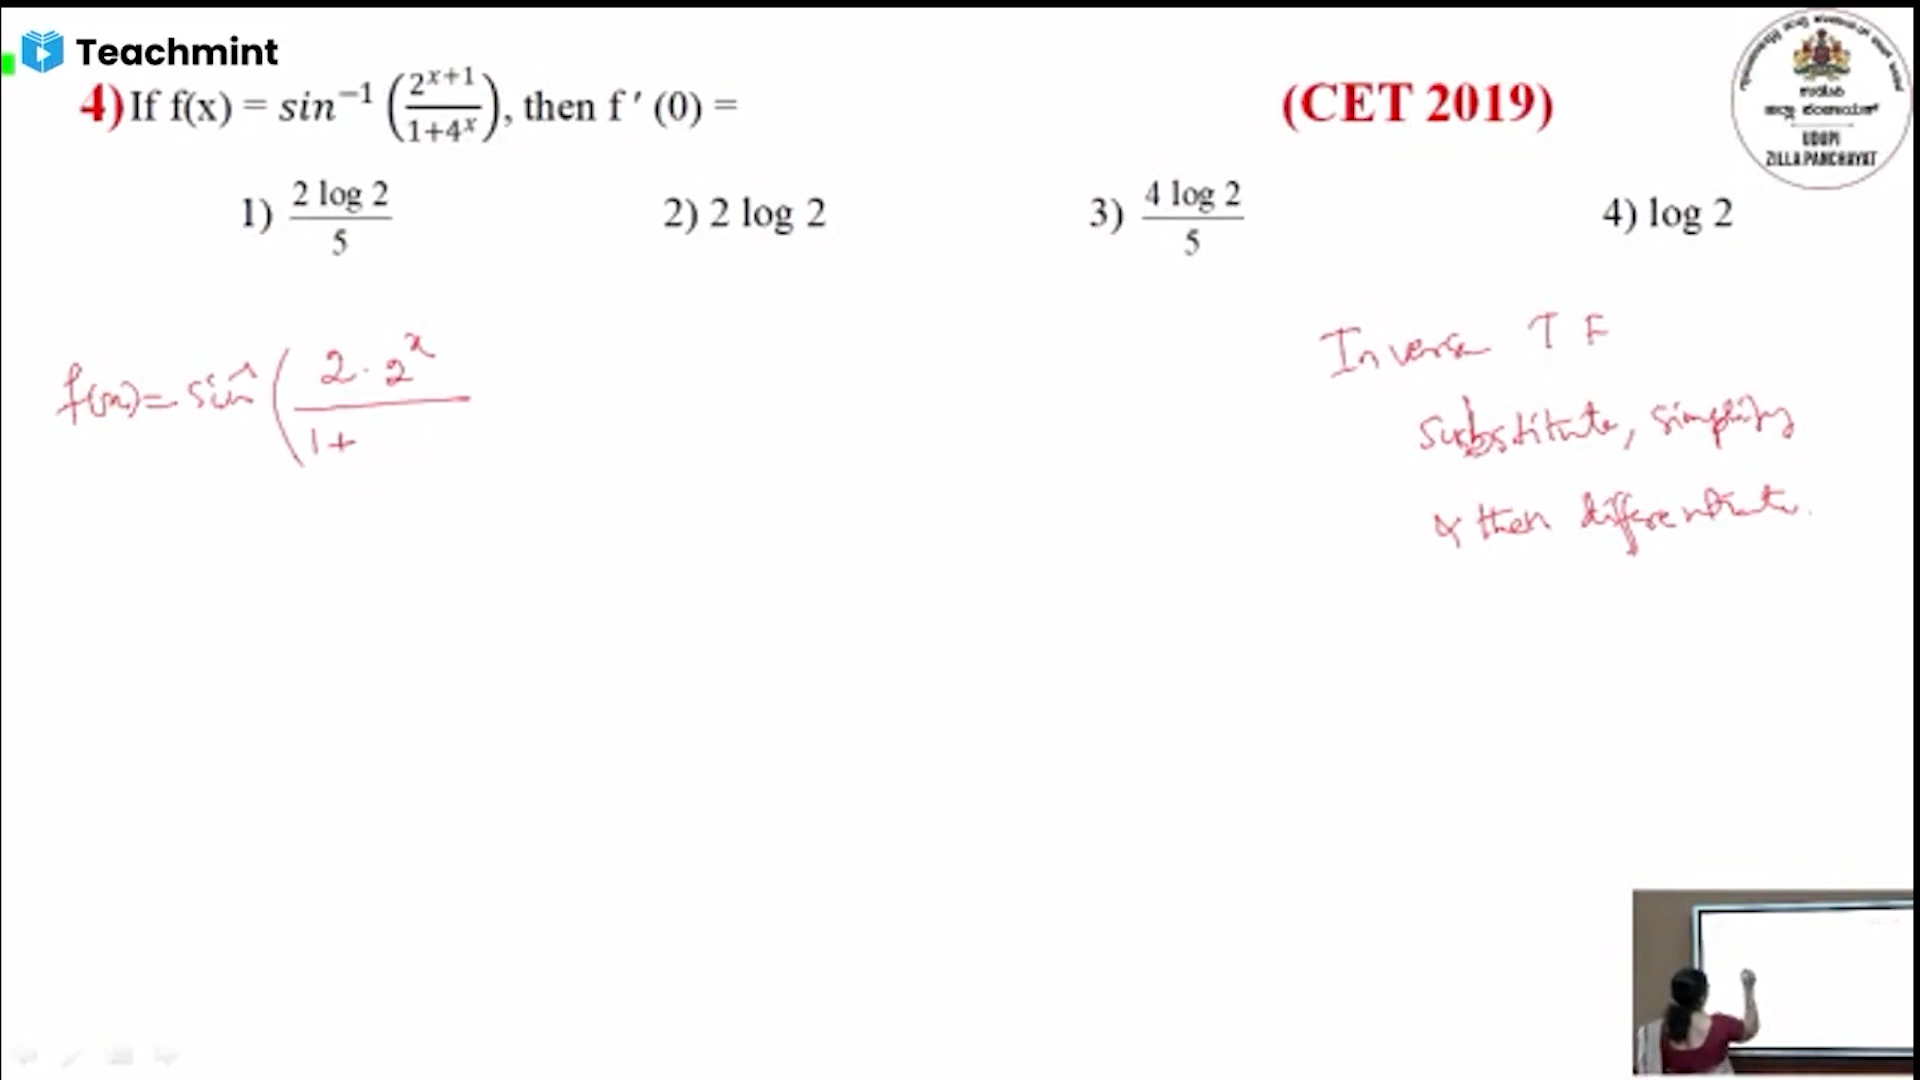 Teachmint
4) If f(x) = sin⁻¹ (2ˣ⁺¹/1+4ˣ), then f ′ (0) =
(CET 2019)
1) 2 log 2/5
2) 2 log 2
3) 4 log 2/5
4) log 2
UDUPI
ZILLA PANCHAYAT
Inverse T F
f(x) = sin⁻¹ (2 · 2ˣ/1+
substitute, simplify
& then differentiate.